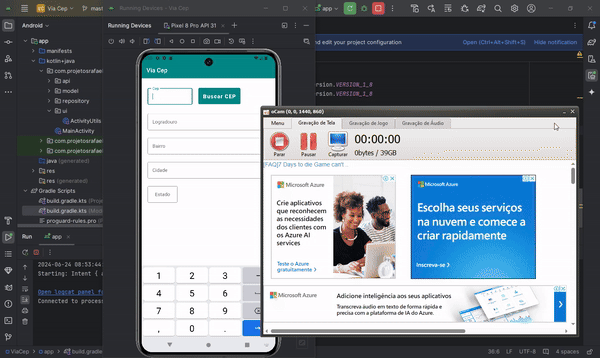 Via Cep
mast
Running Devices
app
Android
Running Devices
Pixel 8 Pro API 31
app
manifests
kotlin+java
com.projetosrafae
api
model
repository
ui
ActivityUtils
MainActivity
com.projetosrafae
com.projetosrafae
java (generated)
res
res (generated)
Gradle Scripts
build.gradle.kts
build.gradle.kts
proguard-rules.pro
Via Cep
Cep
Buscar CEP
Logradouro
Bairro
Cidade
Estado
1 2 3
4 5 6
7 8 9
, 0 .
and edit your project configuration
Open (Ctrl+Alt+Shift+S)
Hide notification
ersion.VERSION_1_8
ersion.VERSION_1_8
oCam (0, 0, 1440, 860)
Menu
Gravação de Tela
Gravação de Jogo
Gravação de Áudio
Parar
Pausar
Capturar
00:00:00
0bytes / 39GB
[FAQ]7 Days to die Game can't ..
Microsoft Azure
Crie aplicativos
que reconhecem
as necessidades
dos clientes com
os Azure AI
services
Teste o Azure
gratuitamente
Microsoft Azure
Escolha seus serviços
na nuvem e comece a
criar rapidamente
Inscreva-se
Microsoft Azure
Adicione inteligência aos seus aplicativos
Transcreva áudio em texto de forma rápida e
precisa com a plataforma de IA do Azure
Run
app
2024-06-24 08:53:44
Starting: Intent {
Open logcat panel f
Connected to proces
ViaCep
app
build.gradle
36:6
LF
UTF-8
4 spaces